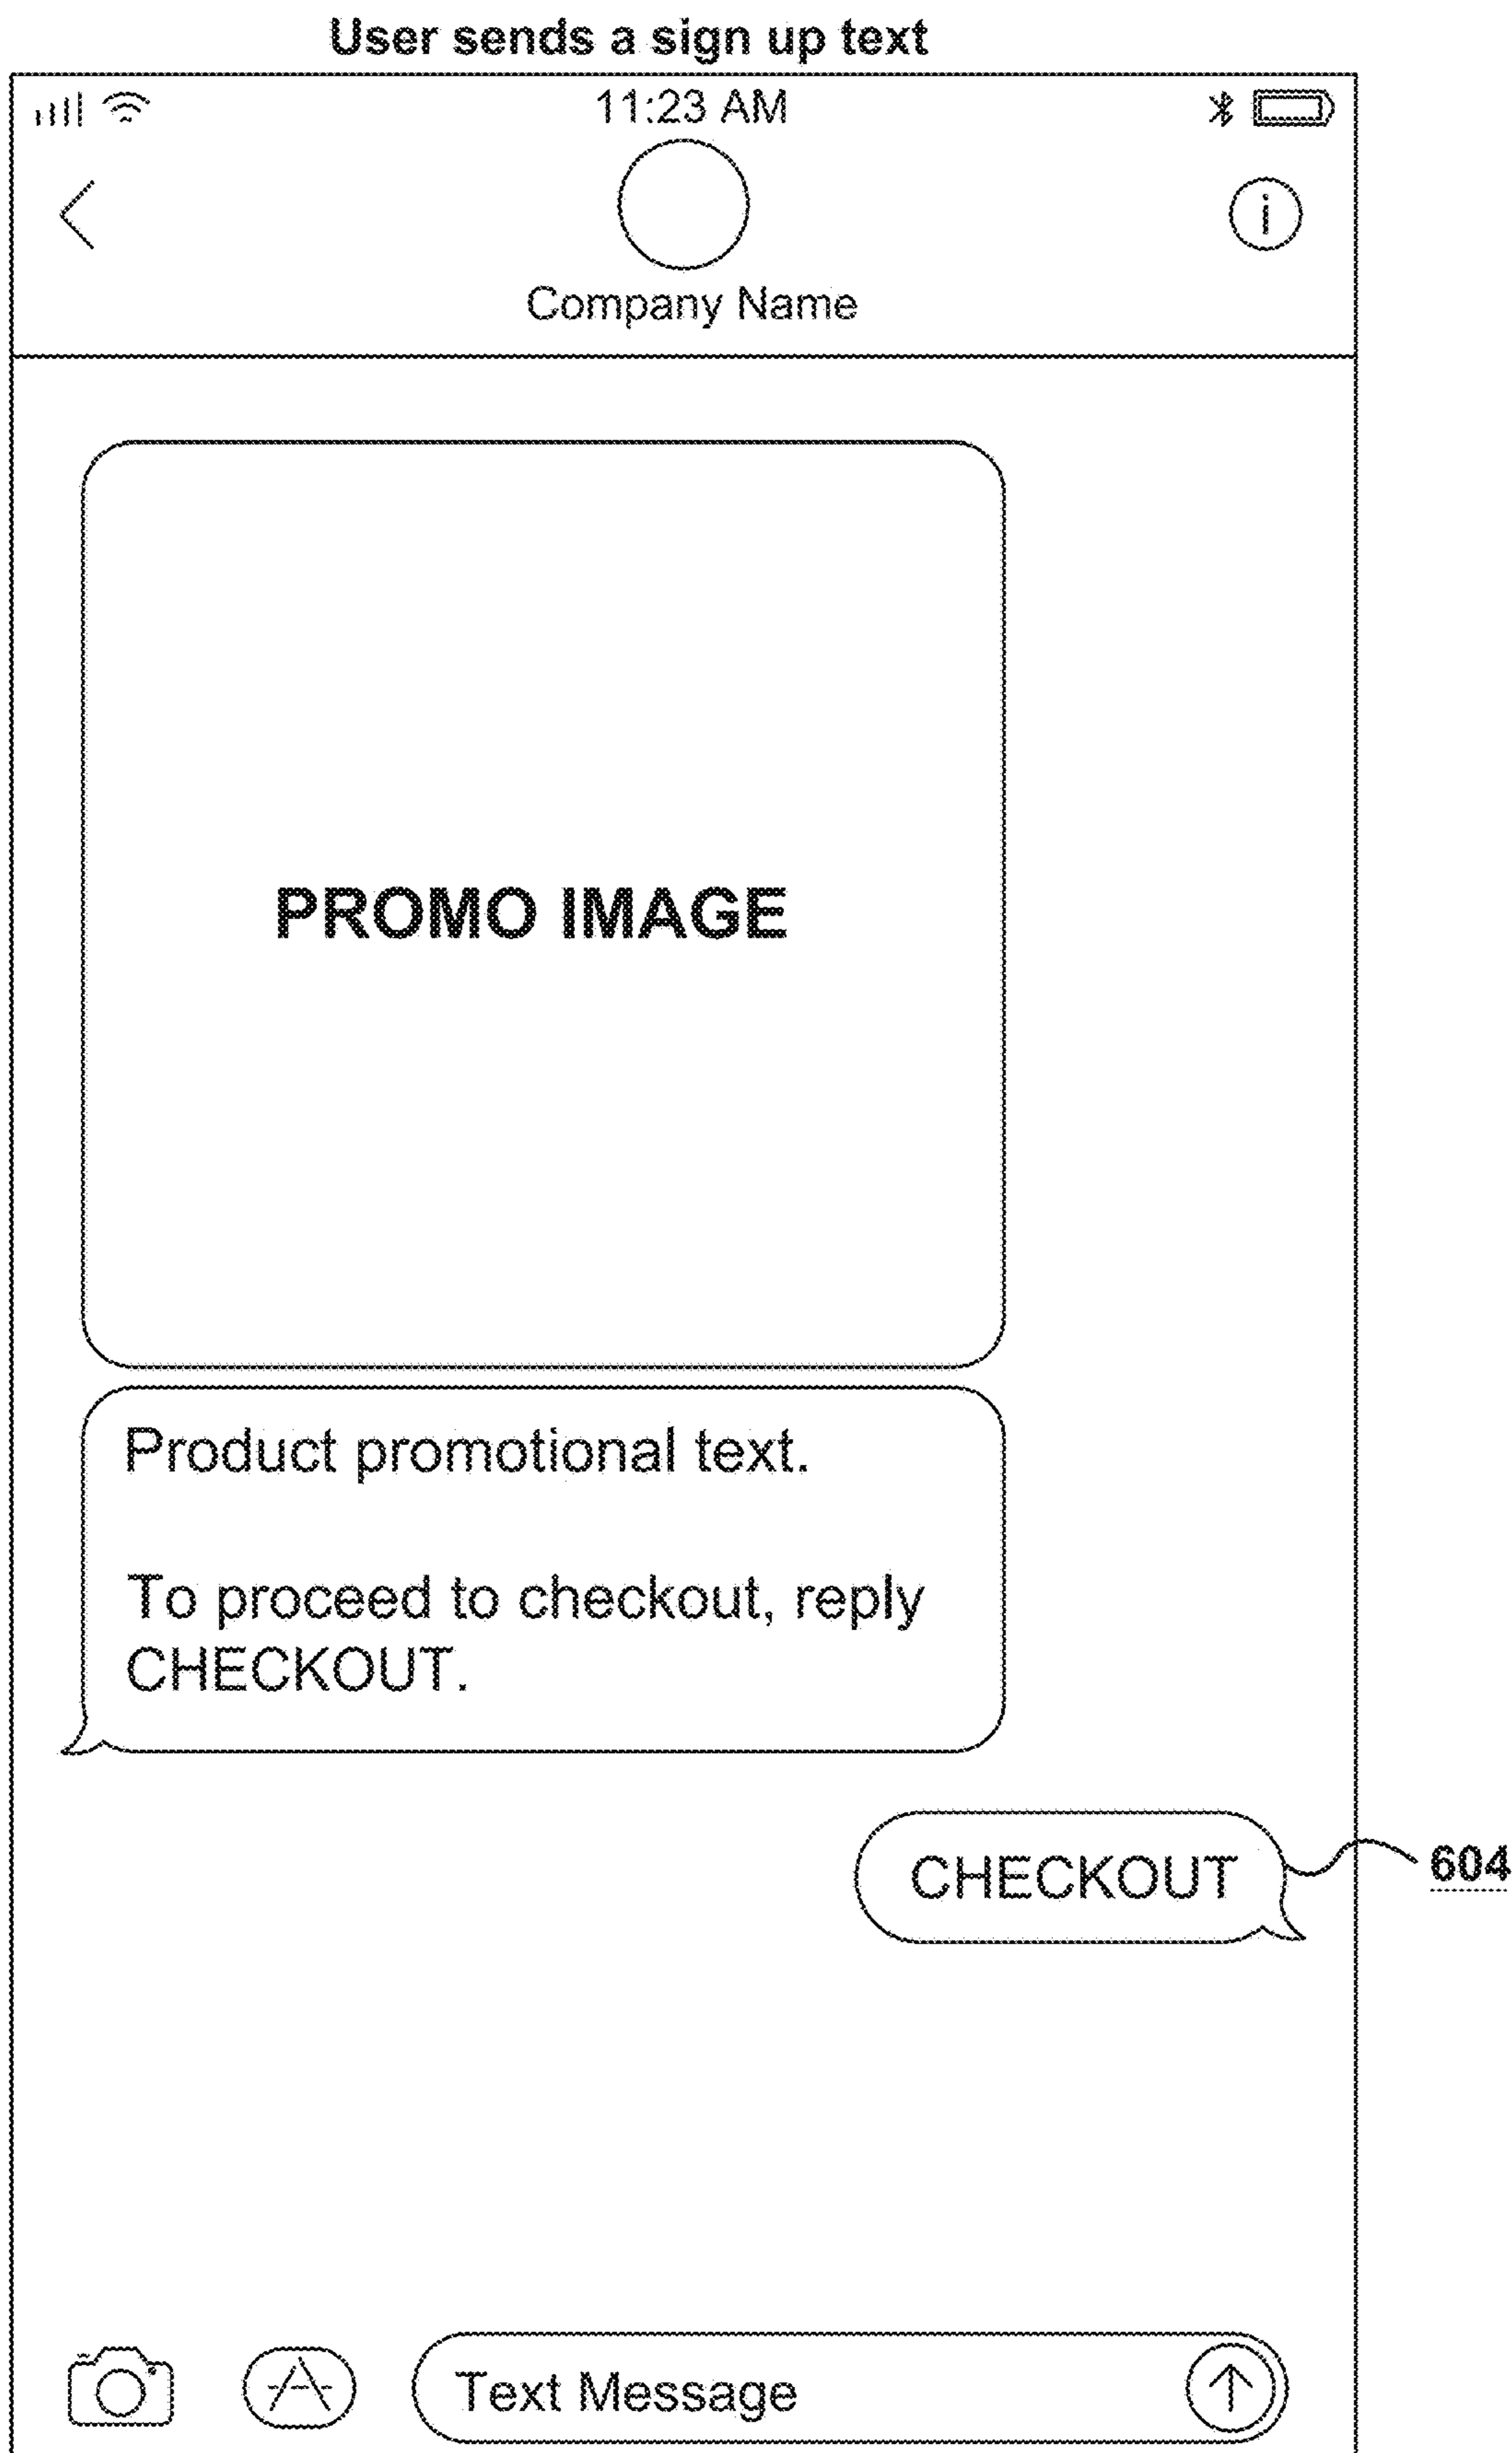 User sends a sign up text
11:23 AM
i
Company Name
PROMO IMAGE
Product promotional text.
To proceed to checkout, reply
CHECKOUT.
CHECKOUT
604
Text Message